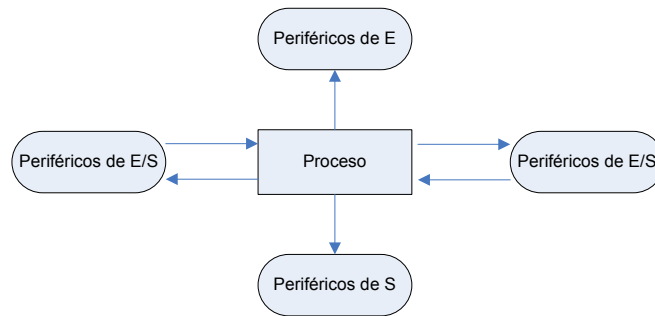 Periféricos de E
Periféricos de E/S
Proceso
Periféricos de E/S
Periféricos de S